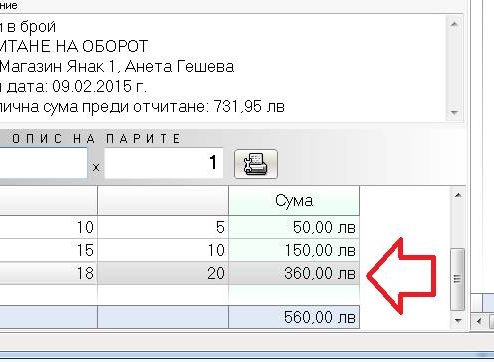 ние
и в брой
МТАНЕ НА ОБОРОТ
Магазин Янак 1, Анета Гешева
и дата: 09.02.2015 г.
лична сума преди отчитане: 731,95 лв
ОПИС НА ПАРИТЕ
x 1
Сума
10 5 50,00 лв
15 10 150,00 лв
18 20 360,00 лв
560,00 лв